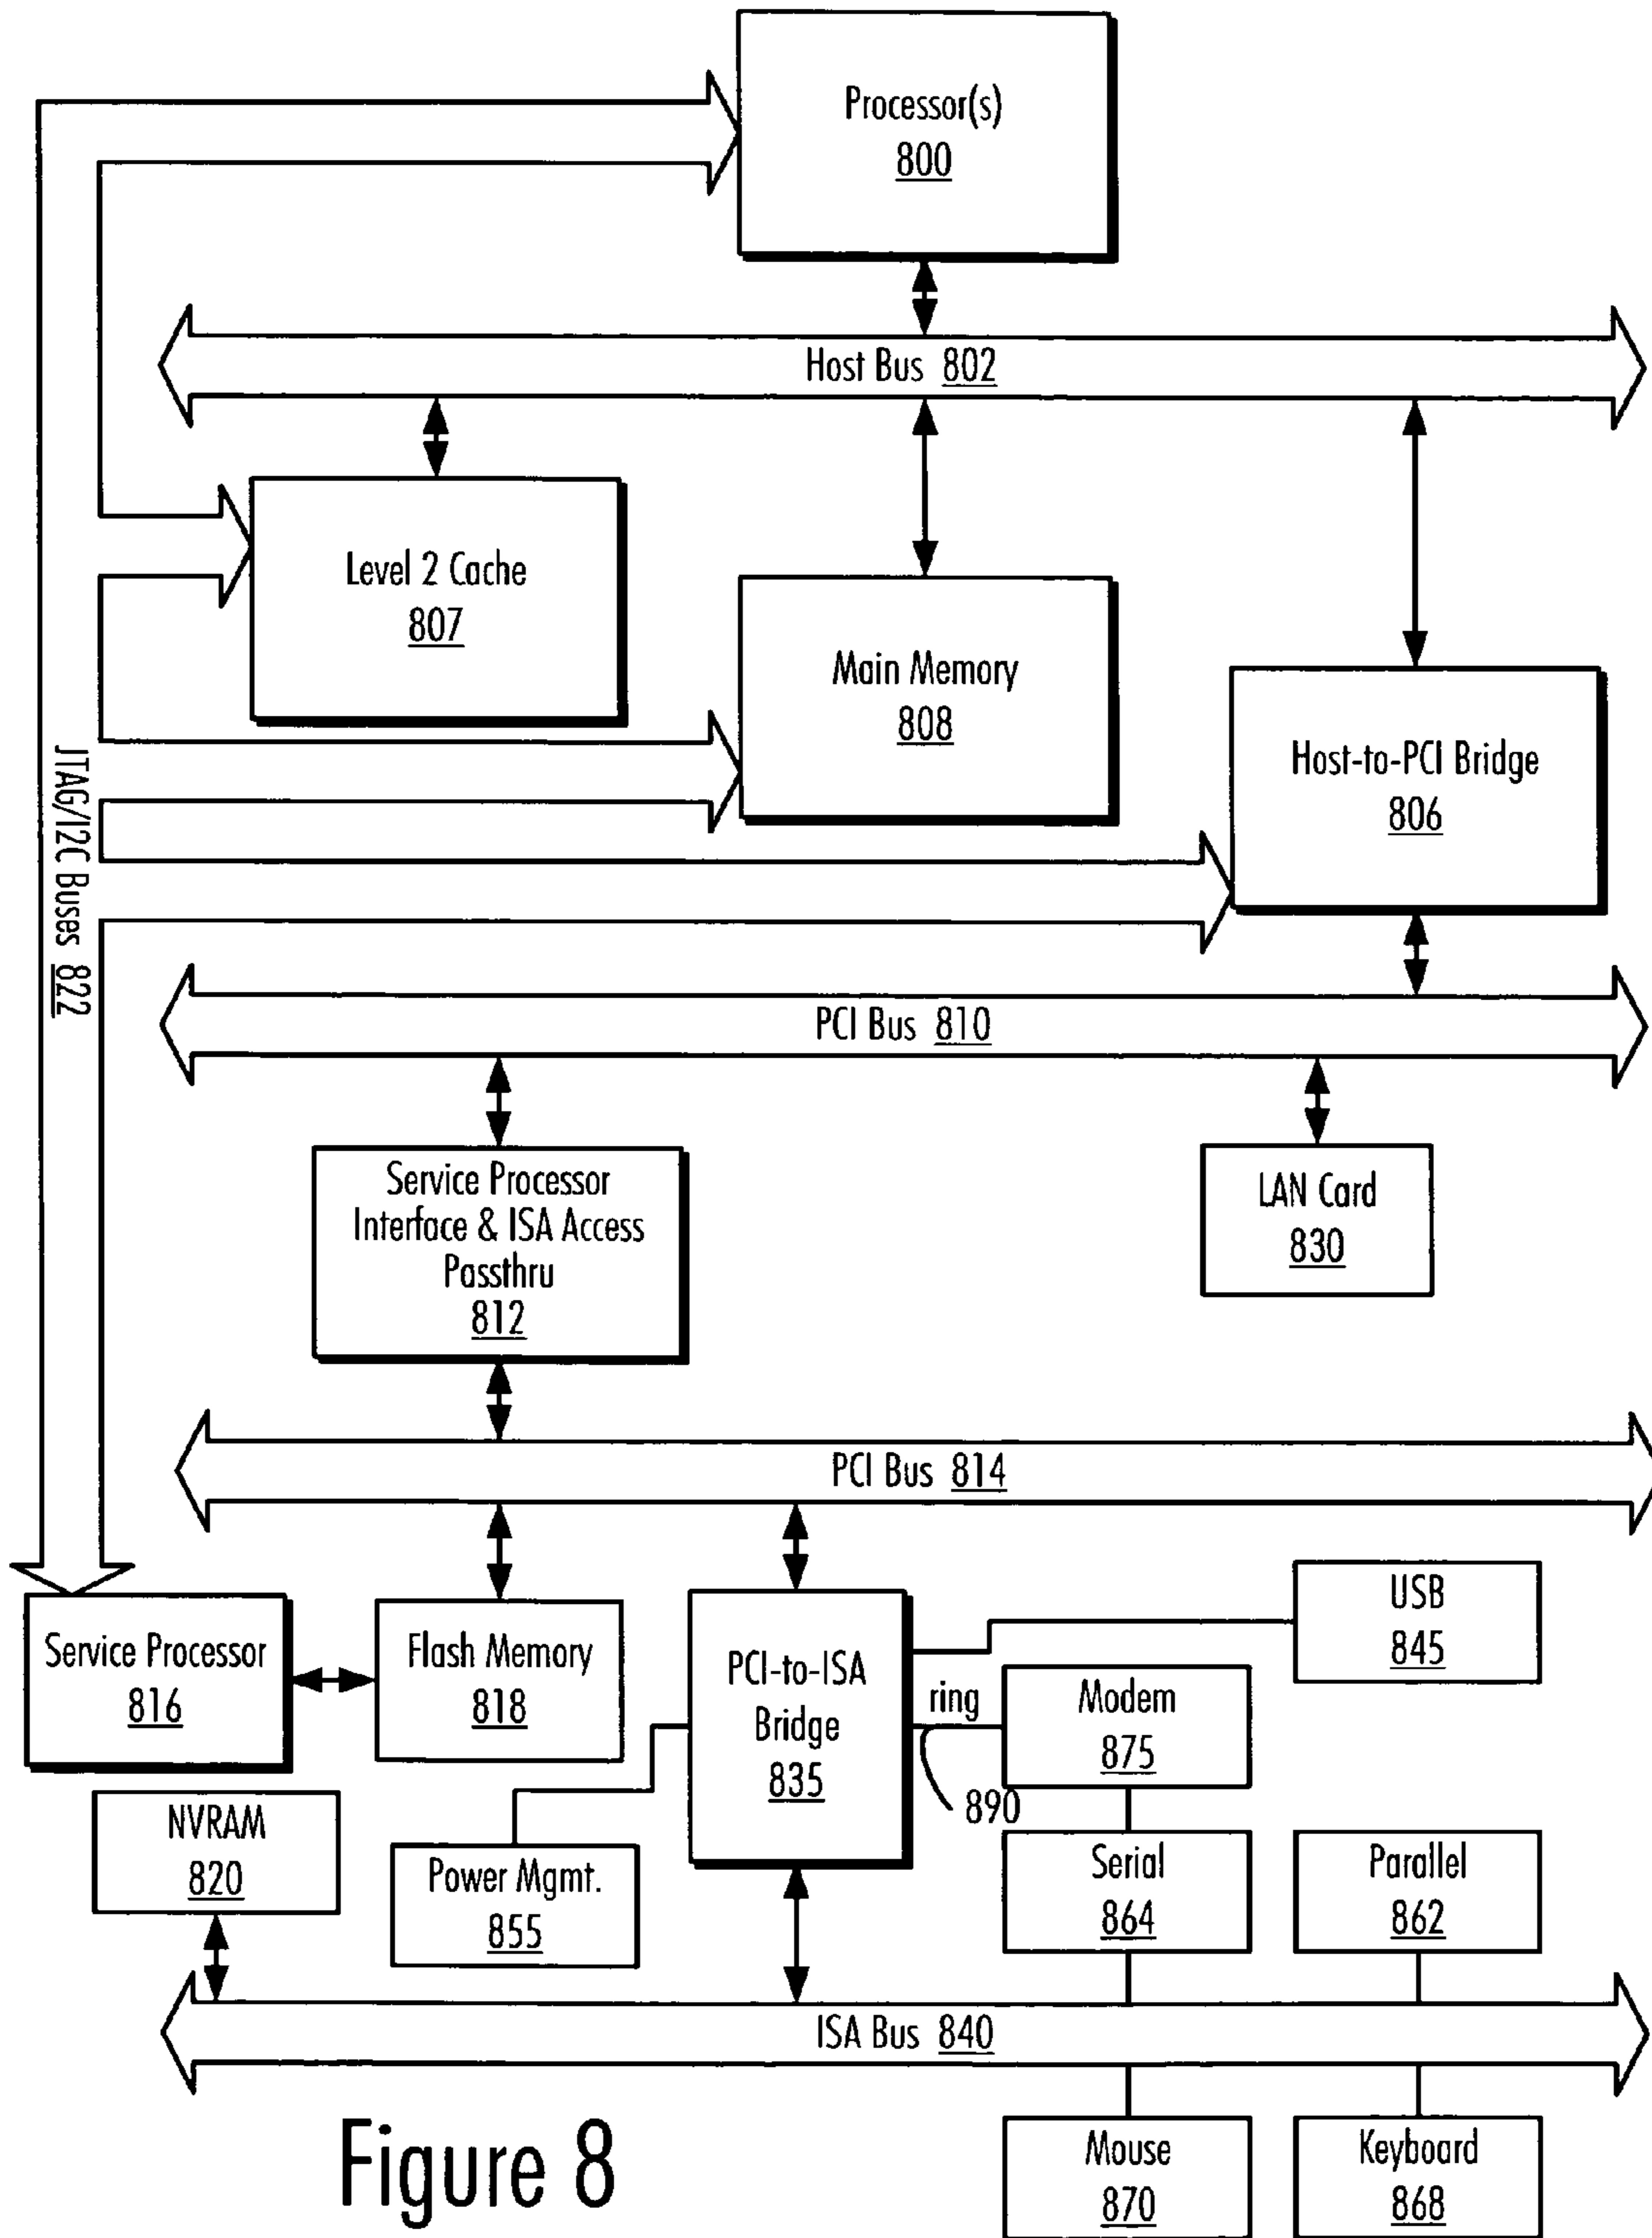 Processor(s)
800
Host Bus 802
Level 2 Cache
807
Main Memory
808
Host-to-PCI Bridge
806
JTAG/I2C Buses 822
PCI Bus 810
Service Processor
Interface & ISA Access
Passthru
812
LAN Card
830
PCI Bus 814
Service Processor
816
Flash Memory
818
PCI-to-ISA
Bridge
835
USB
845
ring
Modem
875
890
NVRAM
820
Power Mgmt.
855
Serial
864
Parallel
862
ISA Bus 840
Mouse
870
Keyboard
868
Figure 8